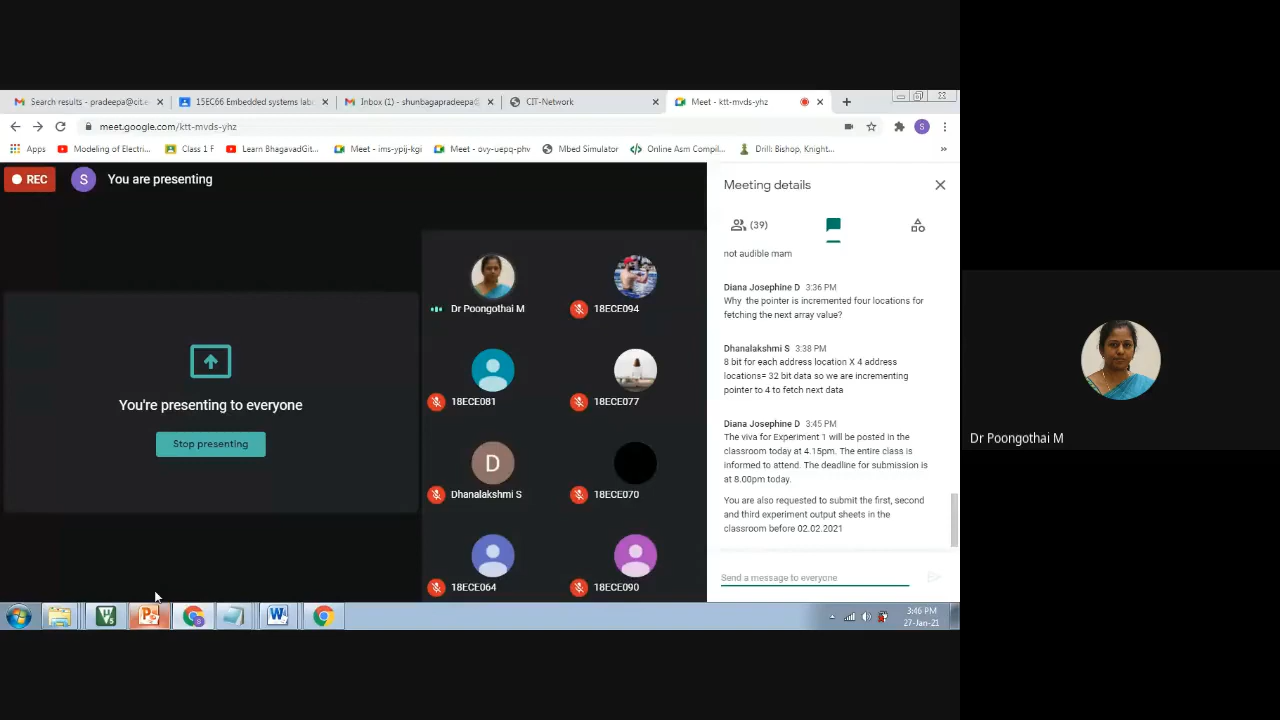 Search results - pradeepa@cit.e
15EC66 Embedded systems lab
Inbox (1) - shunbagapradeepa@
CIT-Network
Meet - ktt-mvds-yhz
meet.google.com/ktt-mvds-yhz
S
Apps
Modeling of Electri...
Class 1 F
Learn BhagavadGit...
Meet - ims-ypij-kgi
Meet - ovy-uepq-phv
Mbed Simulator
Online Asm Compil...
Drill: Bishop, Knight...
REC
S
You are presenting
You're presenting to everyone
Stop presenting
Dr Poongothai M
18ECE094
18ECE081
18ECE077
D
Dhanalakshmi S
18ECE070
18ECE064
18ECE090
Meeting details
(39)
not audible mam
Diana Josephine D 3:36 PM
Why the pointer is incremented four locations for
fetching the next array value?
Dhanalakshmi S 3:38 PM
8 bit for each address location X 4 address
locations= 32 bit data so we are incrementing
pointer to 4 to fetch next data
Diana Josephine D 3:45 PM
The viva for Experiment 1 will be posted in the
classroom today at 4.15pm. The entire class is
informed to attend. The deadline for submission is
at 8.00pm today.
You are also requested to submit the first, second
and third experiment output sheets in the
classroom before 02.02.2021
Send a message to everyone
3:46 PM
27-Jan-21
Dr Poongothai M